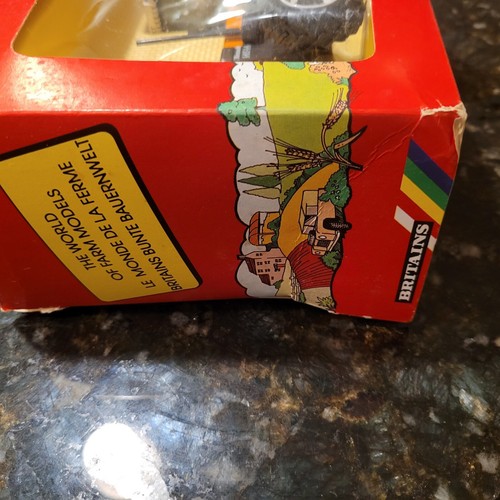 THE WORLD
OF FARM MODELS
LE MONDE DE LA FERME
BRITAINS BUNTE BAUERNWELT
BRITAINS